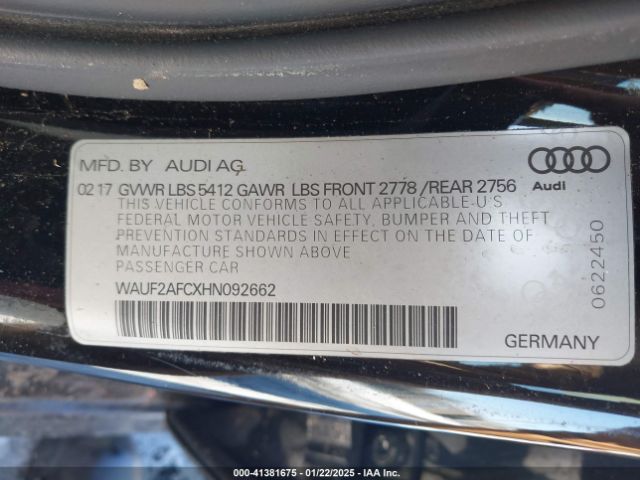 MFD. BY AUDI AG
02 17 GVWR LBS 5412 GAWR LBS FRONT 2778 / REAR 2756
THIS VEHICLE CONFORMS TO ALL APPLICABLE-U'S
FEDERAL MOTOR VEHICLE SAFETY, BUMPER AND THEFT
PREVENTION STANDARDS IN EFFECT ON THE DATE OF
MANUFACTURE SHOWN ABOVE
PASSENGER CAR
WAUF2AFCXHN092662
Audi
0622450
GERMANY
000-41381675 | 01/22/2025 | IAA Inc.